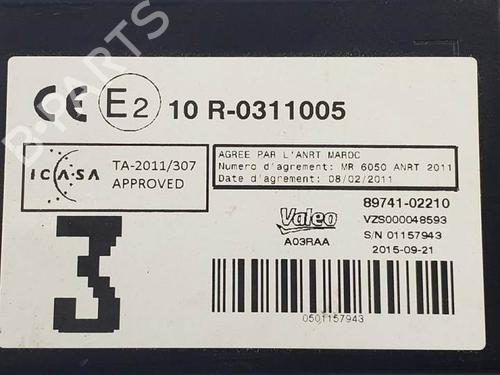 CE E2 10 R-0311005
ICASA
TA-2011/307
APPROVED
AGREE PAR L'ANRT MAROC
Numero d'agrement: MR 6050 ANRT 2011
Date d'agrement: 08/02/2011
3
Valeo
A03RAA
89741-02210
VZS000048593
S/N 01157943
2015-09-21
0501157943
B-PARTS